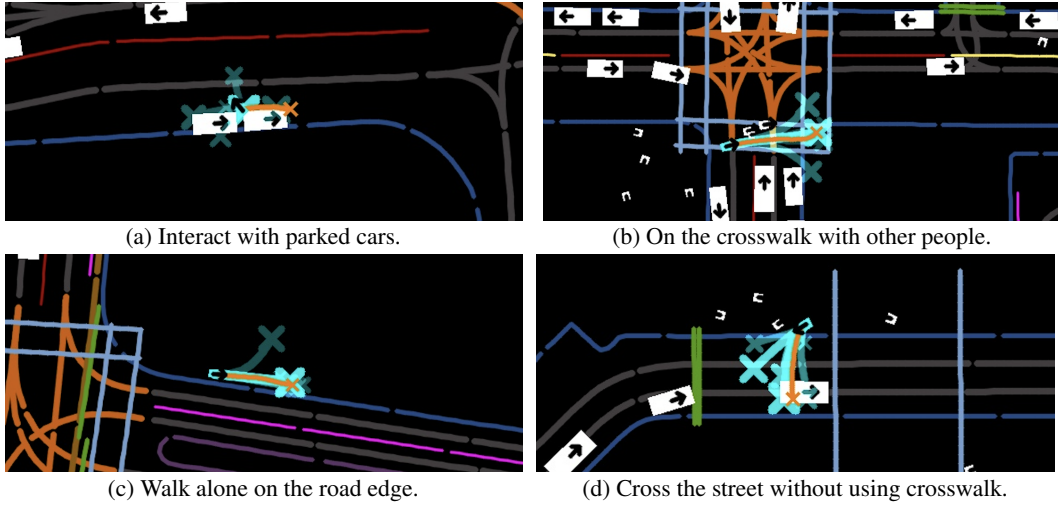 (a) Interact with parked cars.
(b) On the crosswalk with other people.
(c) Walk alone on the road edge.
(d) Cross the street without using crosswalk.